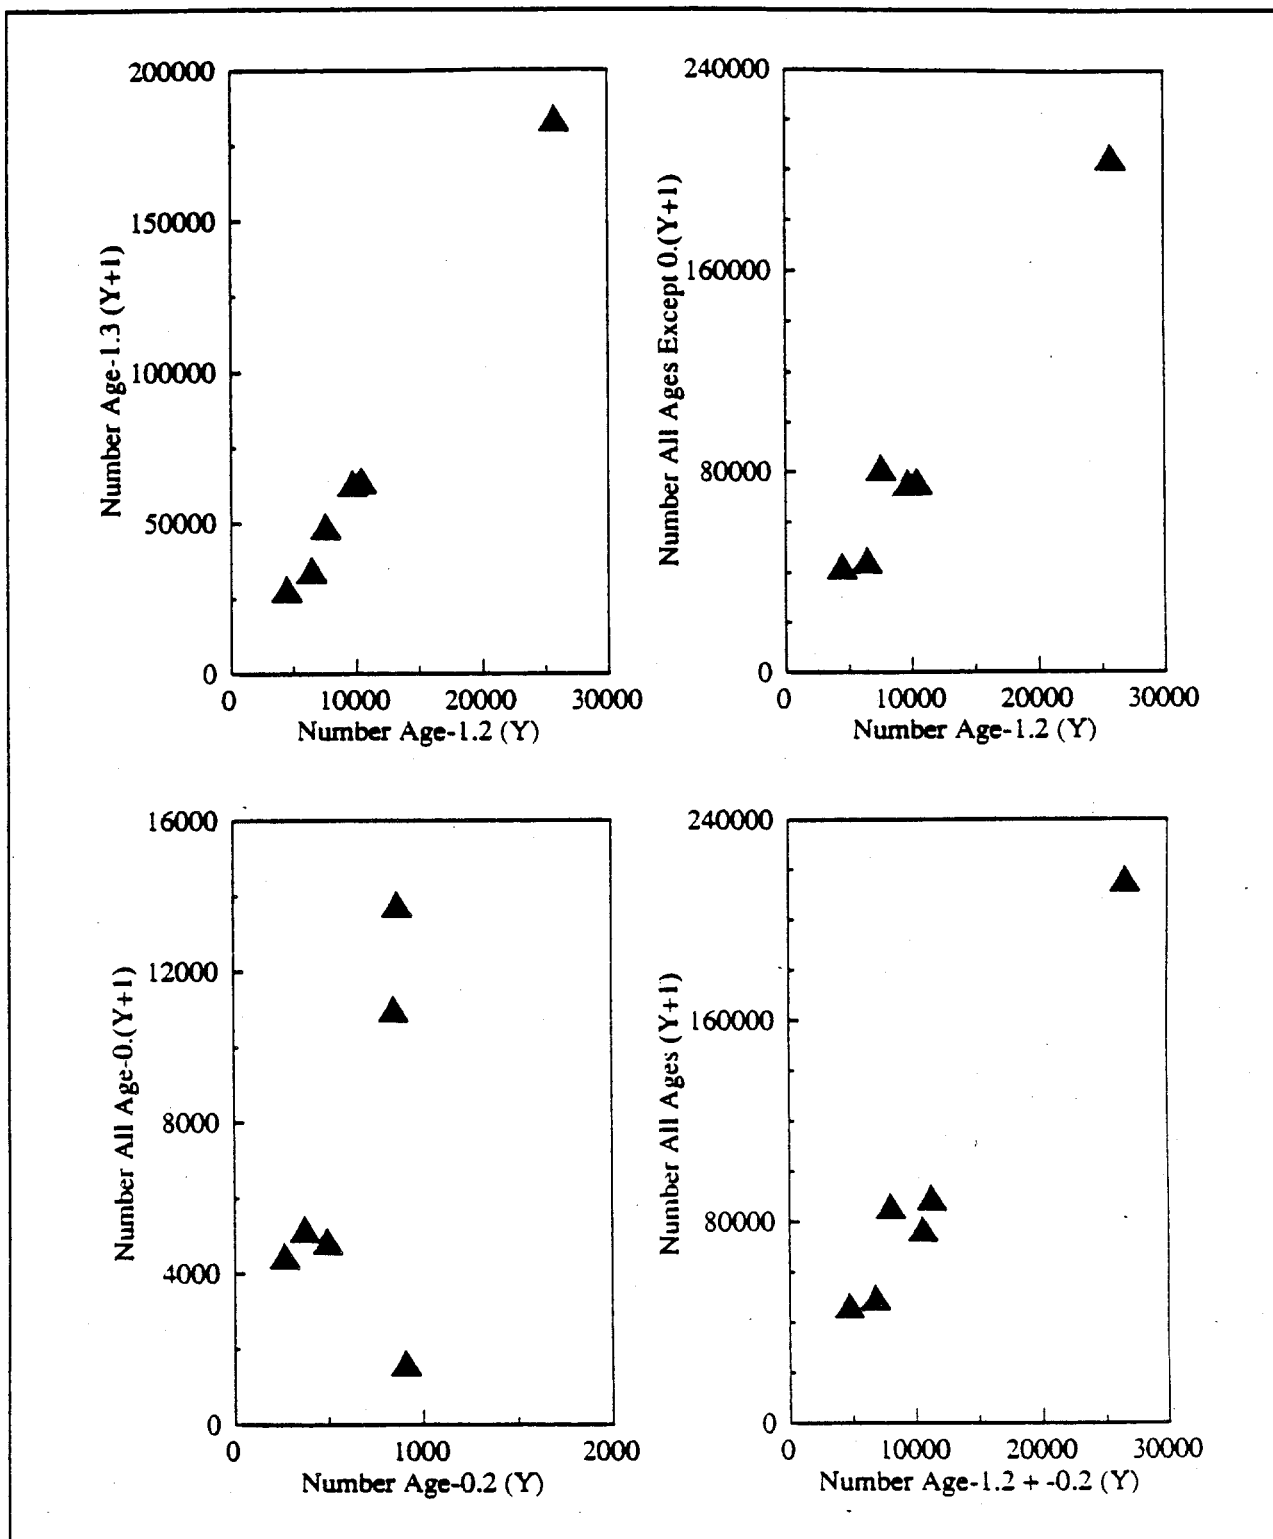 200000
150000
100000
50000
0
Number Age-1.3 (Y+1)
0 10000 20000 30000
Number Age-1.2 (Y)
240000
160000
80000
0
Number All Ages Except 0.(Y+1)
0 10000 20000 30000
Number Age-1.2 (Y)
16000
12000
8000
4000
0
Number All Age-0.(Y+1)
0 1000 2000
Number Age-0.2 (Y)
240000
160000
80000
0
Number All Ages (Y+1)
0 10000 20000 30000
Number Age-1.2 + -0.2 (Y)